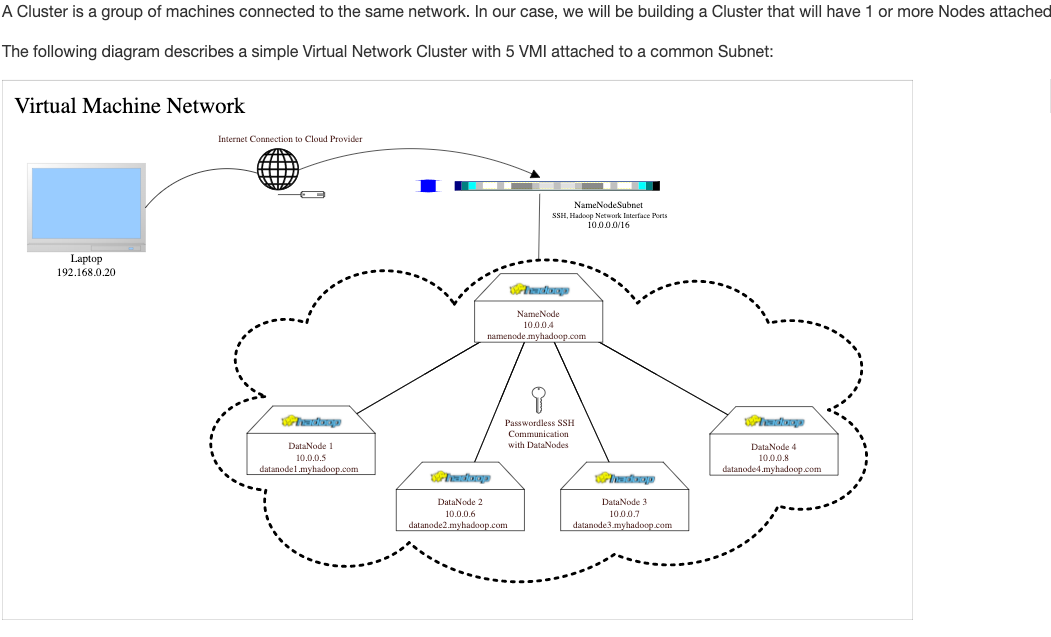 A Cluster is a group of machines connected to the same network. In our case, we will be building a Cluster that will have 1 or more Nodes attached
The following diagram describes a simple Virtual Network Cluster with 5 VMI attached to a common Subnet:
Virtual Machine Network
Internet Connection to Cloud Provider
NameNodeSubnet
SSH, Hadoop Network Interface Ports
10.0.0.0/16
Laptop
192.168.0.20
hadoop
NameNode
10.0.0.4
namenode.myhadoop.com
Passwordless SSH
Communication
with DataNodes
hadoop
DataNode 1
10.0.0.5
datanode1.myhadoop.com
hadoop
DataNode 2
10.0.0.6
datanode2.myhadoop.com
hadoop
DataNode 3
10.0.0.7
datanode3.myhadoop.com
hadoop
DataNode 4
10.0.0.8
datanode4.myhadoop.com